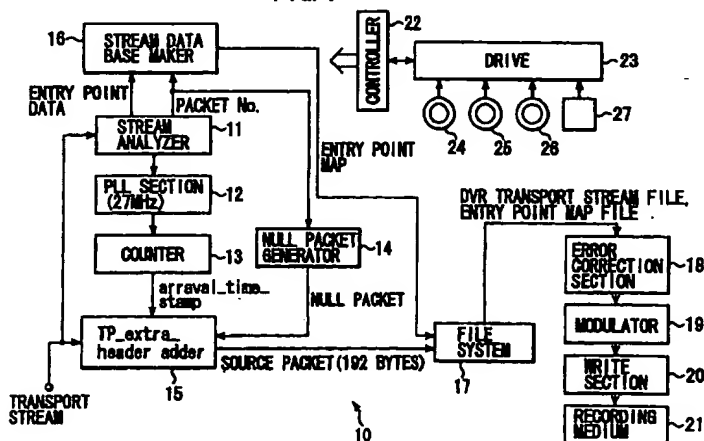 16
STREAM DATA
BASE MAKER
ENTRY POINT
DATA
PACKET No.
STREAM
ANALYZER
11
PLL SECTION
(27MHz)
12
COUNTER
13
arraval_time_
stamp
TP_extra_
header adder
15
TRANSPORT
STREAM
NULL PACKET
GENERATOR
14
NULL PACKET
ENTRY POINT
MAP
SOURCE PACKET(192 BYTES)
10
FILE
SYSTEM
17
CONTROLLER
22
DRIVE
23
24
25
26
27
DVR TRANSPORT STREAM FILE,
ENTRY POINT MAP FILE
ERROR
CORRECTION
SECTION
18
MODULATOR
19
WRITE
SECTION
20
RECORDING
MEDIUM
21